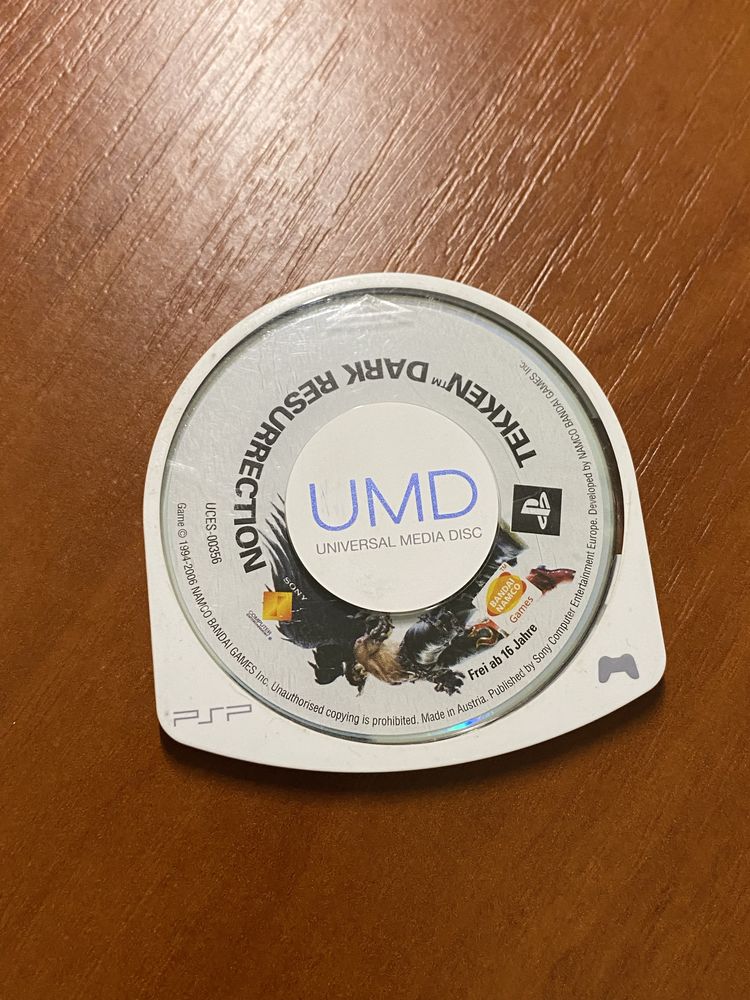 TEKKEN™ DARK RESURRECTION
UMD
UNIVERSAL MEDIA DISC
UCES-00356
SONY
COMPUTER
BANDAI
NAMCO
Games
Frei ab 16 Jahre
Game © 1994-2006 NAMCO BANDAI GAMES Inc. Unauthorised copying is prohibited. Made in Austria. Published by Sony Computer Entertainment Europe. Developed by NAMCO BANDAI GAMES Inc.
PSP